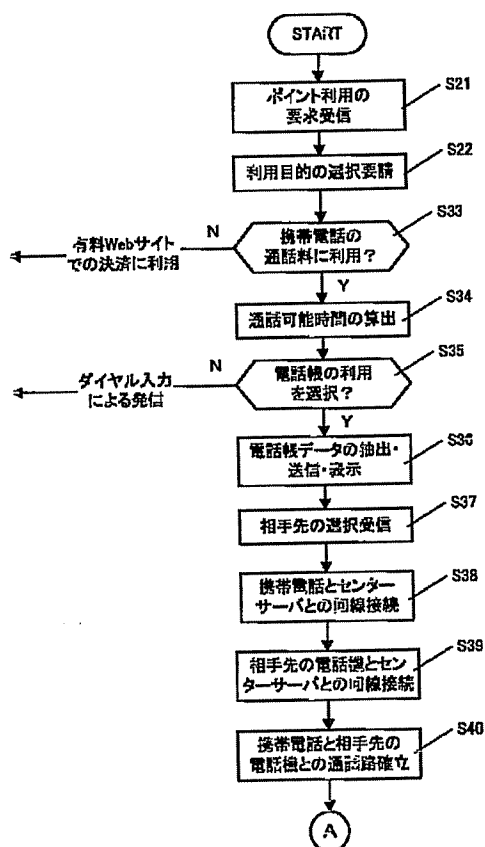 START
ポイント利用の
要求受信
S21
利用目的の選択要請
S22
携帯電話の
通話料に利用？
S33
N
有料Webサイト
での決済に利用
Y
通話可能時間の算出
S34
電話帳の利用
を選択？
S35
N
ダイヤル入力
による発信
Y
電話帳データの抽出・
送信・表示
S36
相手先の選択受信
S37
携帯電話とセンター
サーバとの回線接続
S38
相手先の電話機とセン
ターサーバとの回線接続
S39
携帯電話と相手先の
電話機との通話路確立
S40
A